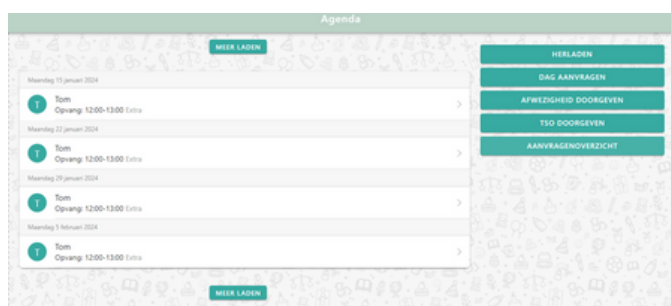 Agenda
MEER LADEN
Maandag 15 januari 2024
T
Tom
Opvang: 12:00-13:00 Extra
Maandag 22 januari 2024
T
Tom
Opvang: 12:00-13:00 Extra
Maandag 29 januari 2024
T
Tom
Opvang: 12:00-13:00 Extra
Maandag 5 februari 2024
T
Tom
Opvang: 12:00-13:00 Extra
MEER LADEN
HERLADEN
DAG AANVRAGEN
AFWEZIGHEID DOORGEVEN
TSO DOORGEVEN
AANVRAGENOVERZICHT